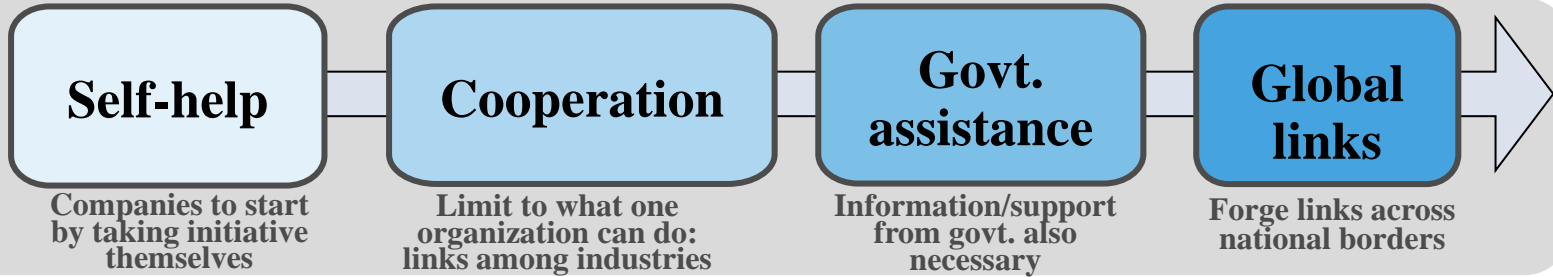 Self-help
Companies to start
by taking initiative
themselves
Cooperation
Limit to what one
organization can do:
links among industries
Govt.
assistance
Information/support
from govt. also
necessary
Global
links
Forge links across
national borders